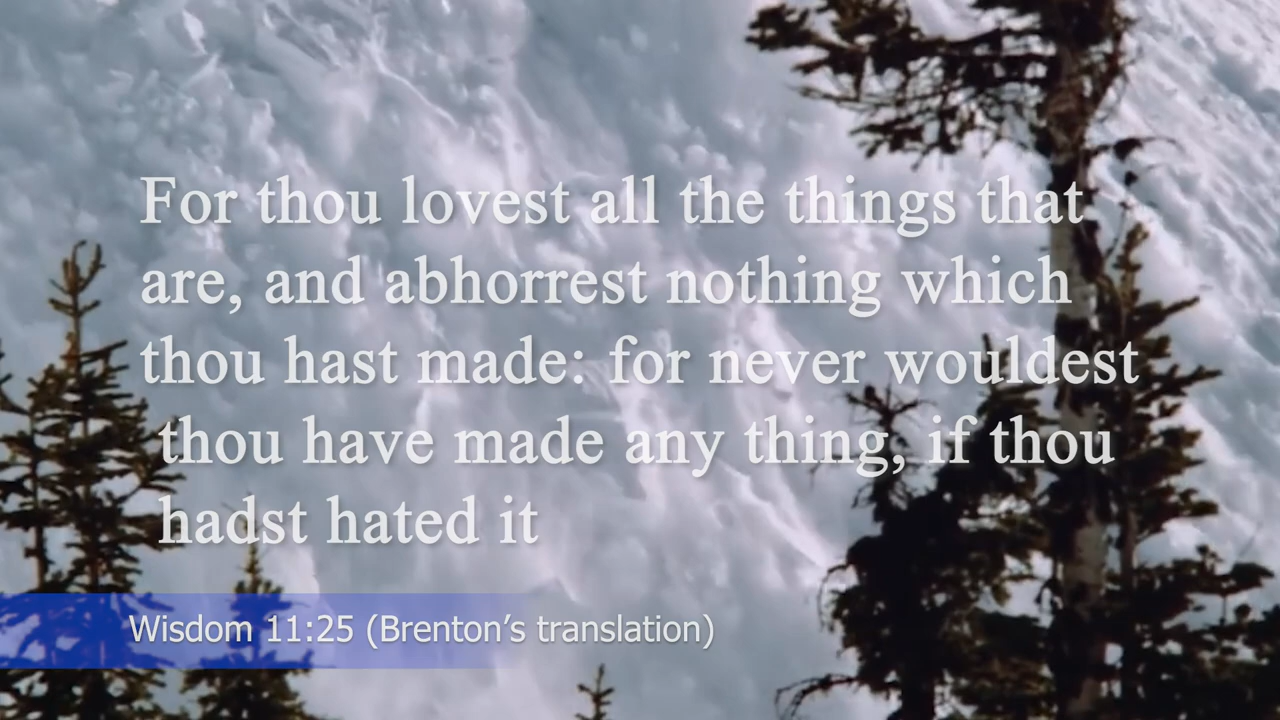 For thou lovest all the things that
are, and abhorrest nothing which
thou hast made: for never wouldest
thou have made any thing, if thou
hadst hated it
Wisdom 11:25 (Brenton’s translation)